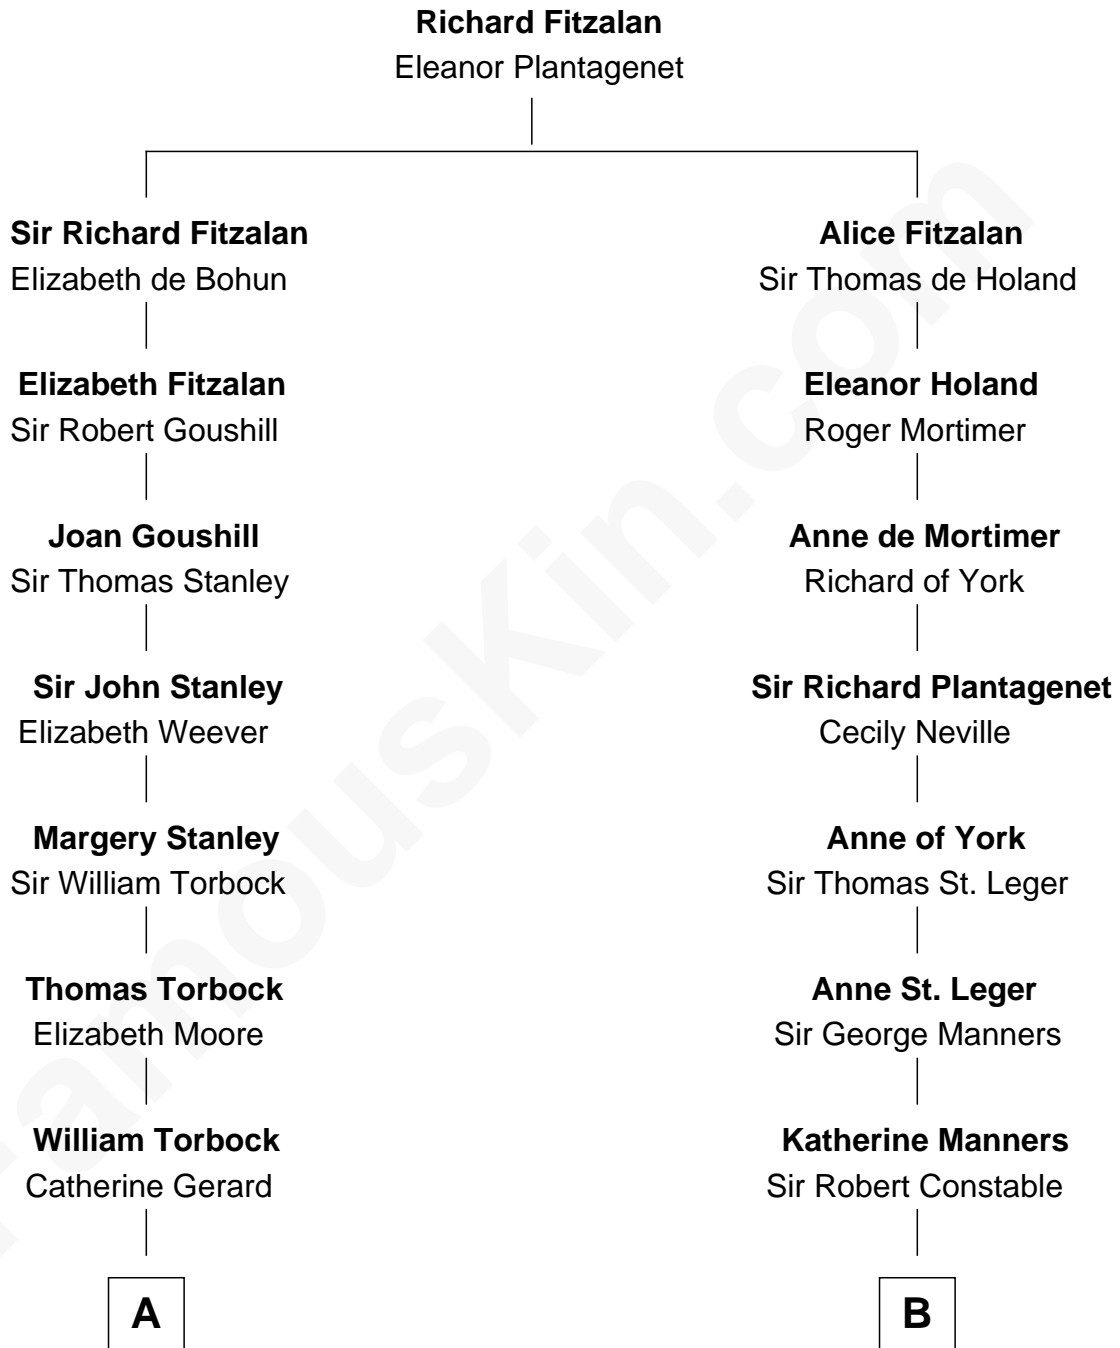 Richard Fitzalan
Eleanor Plantagenet
Sir Richard Fitzalan
Elizabeth de Bohun
Elizabeth Fitzalan
Sir Robert Goushill
Joan Goushill
Sir Thomas Stanley
Sir John Stanley
Elizabeth Weever
Margery Stanley
Sir William Torbock
Thomas Torbock
Elizabeth Moore
William Torbock
Catherine Gerard
A
Alice Fitzalan
Sir Thomas de Holand
Eleanor Holand
Roger Mortimer
Anne de Mortimer
Richard of York
Sir Richard Plantagenet
Cecily Neville
Anne of York
Sir Thomas St. Leger
Anne St. Leger
Sir George Manners
Katherine Manners
Sir Robert Constable
B
FamousKin.com